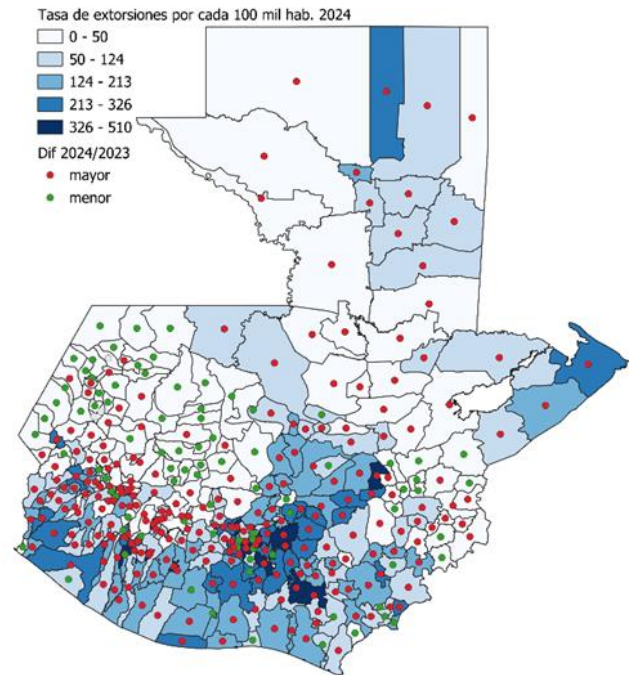 Tasa de extorsiones por cada 100 mil hab. 2024
0 - 50
50 - 124
124 - 213
213 - 326
326 - 510
Dif 2024/2023
mayor
menor